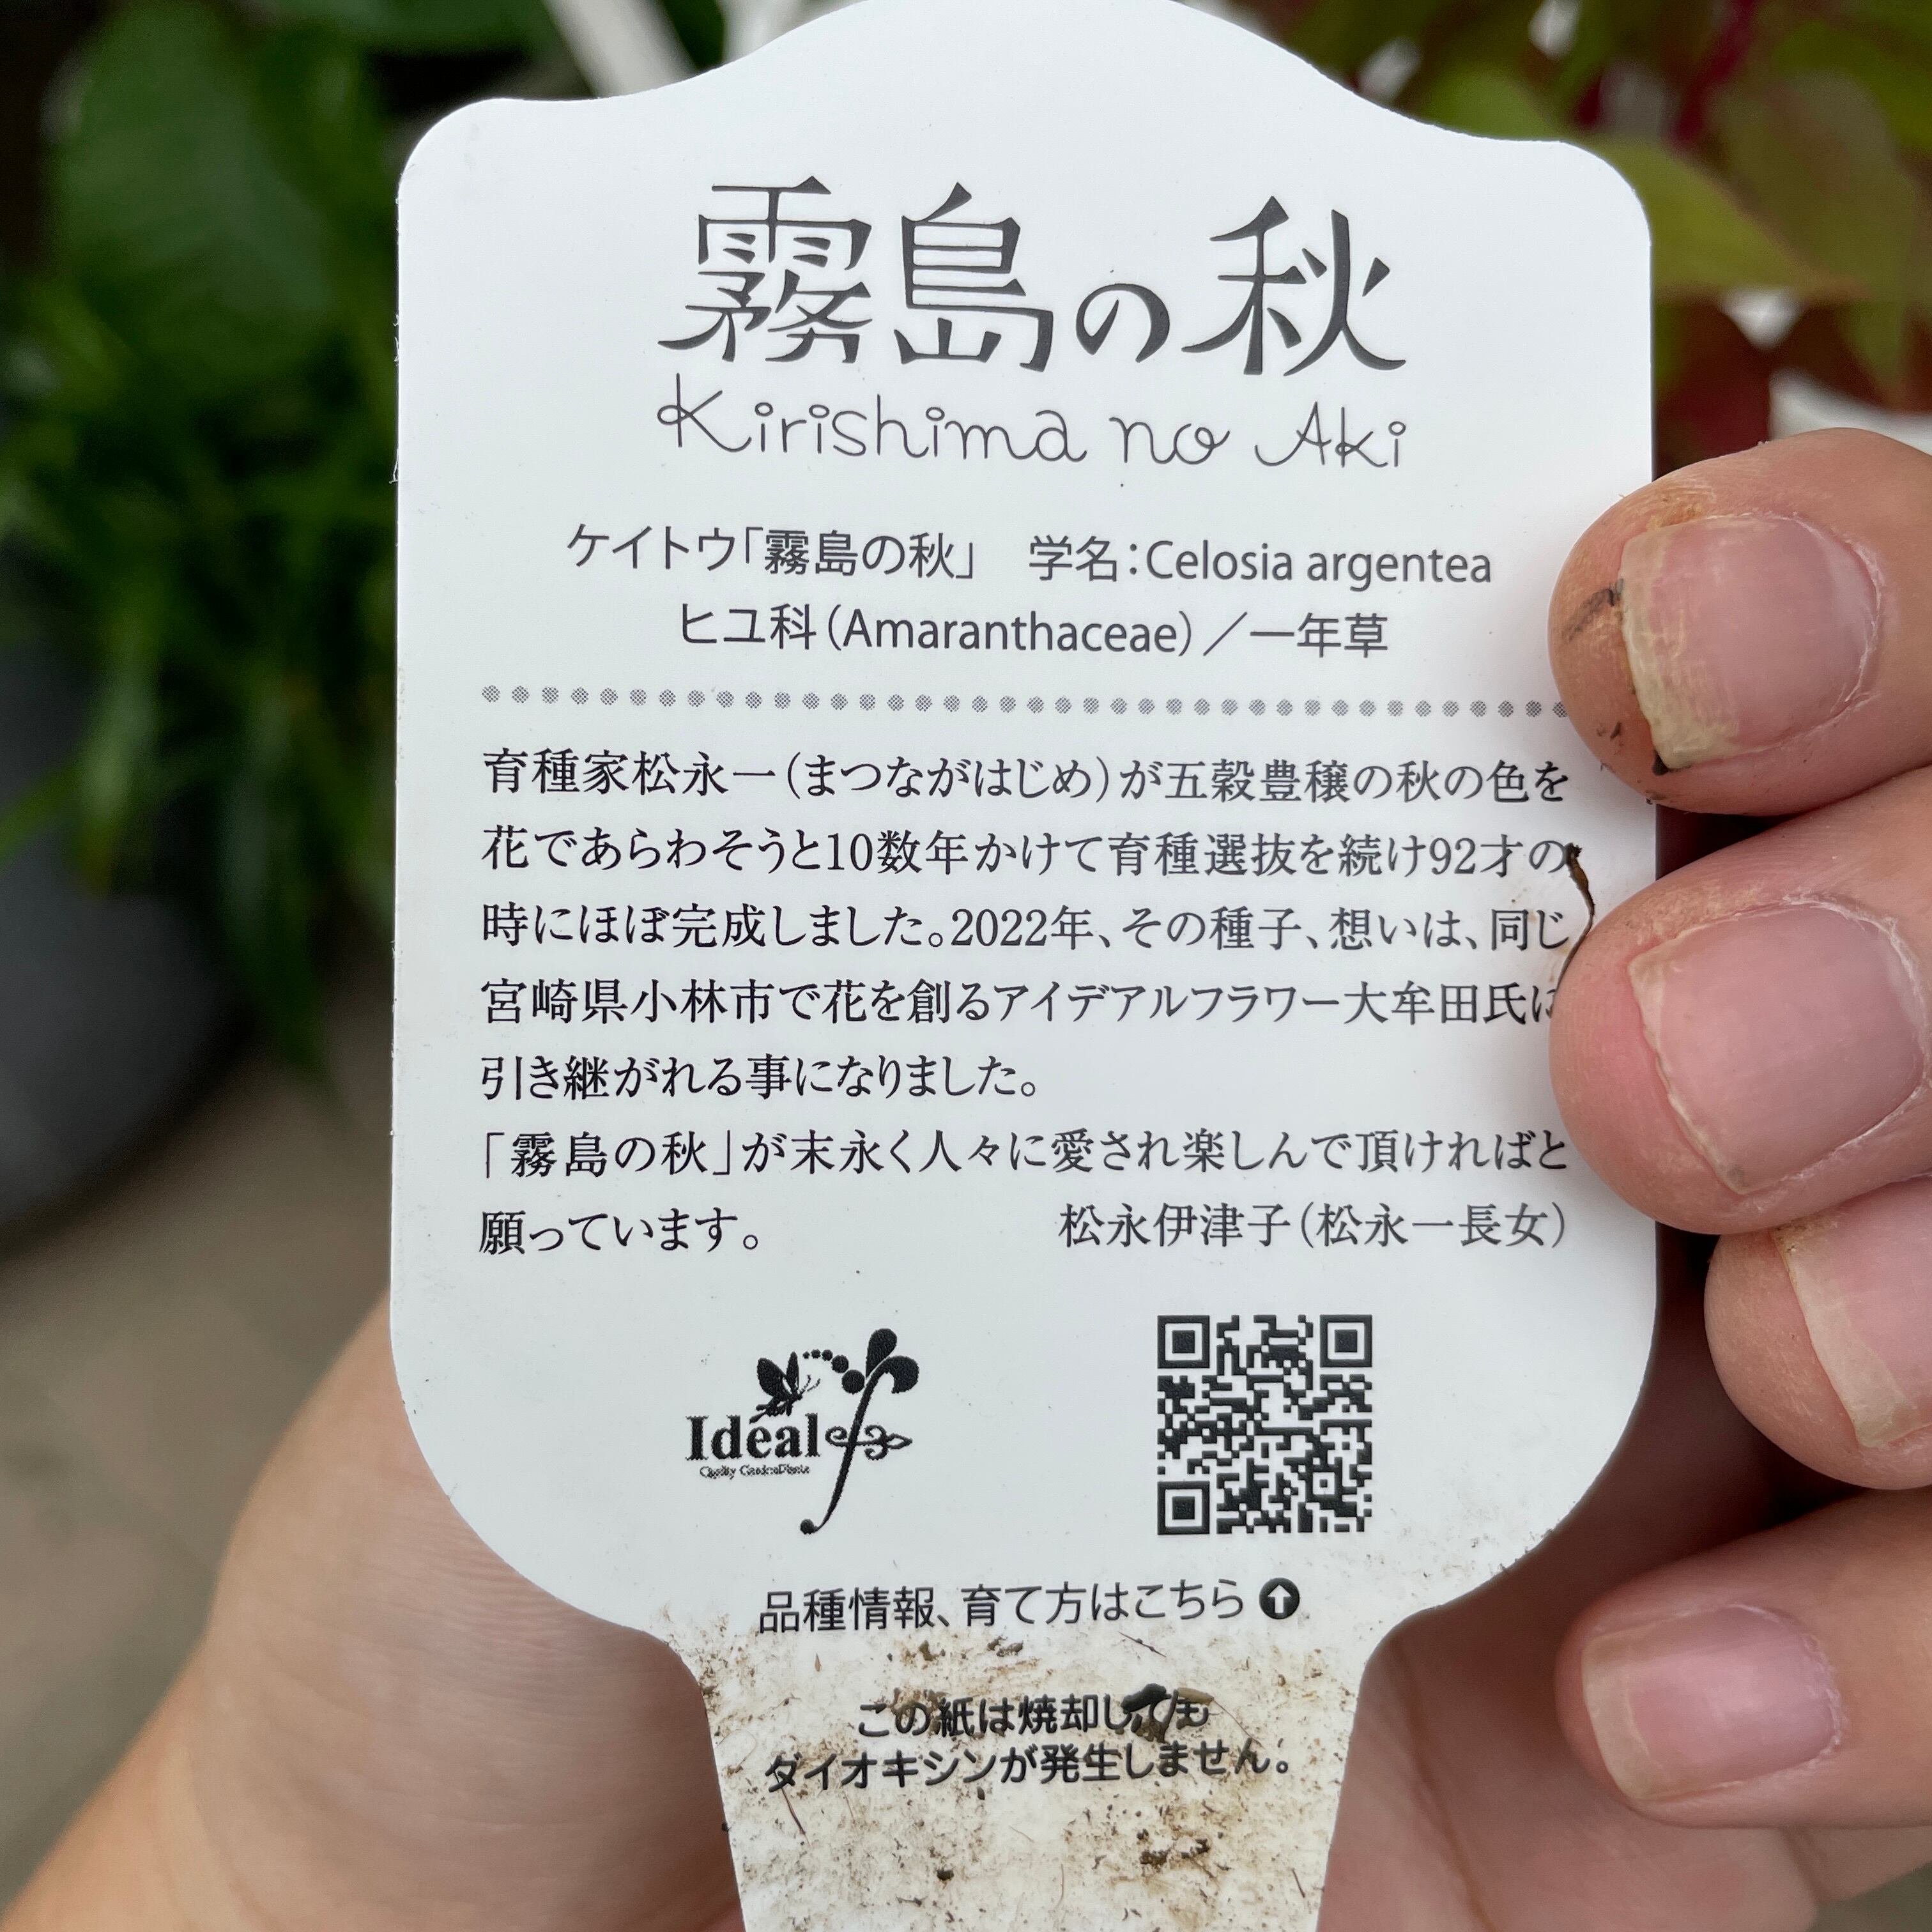 霧島の秋
Kirishima no Aki
ケイトウ「霧島の秋」 学名：Celosia argentea
ヒユ科（Amaranthaceae）／一年草
育種家松永一（まつながはじめ）が五穀豊穣の秋の色を
花であらわそうと10数年かけて育種選抜を続け92才の
時にほぼ完成しました。2022年、その種子、想いは、同じ
宮崎県小林市で花を創るアイデアルフラワー大牟田氏に
引き継がれる事になりました。
「霧島の秋」が末永く人々に愛され楽しんで頂ければと
願っています。 松永伊津子（松永一長女）
Ideal
Quality GardenPlants
品種情報、育て方はこちら
この紙は焼却しても
ダイオキシンが発生しません。